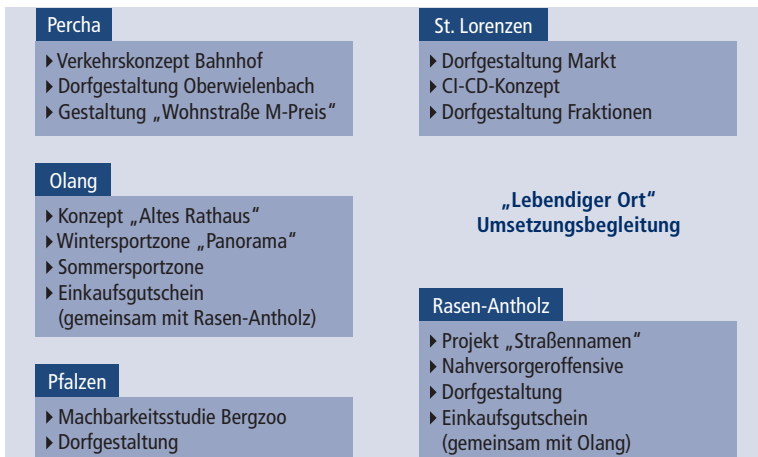 Percha
Verkehrskonzept Bahnhof
Dorfgestaltung Oberwielenbach
Gestaltung „Wohnstraße M-Preis“
Olang
Konzept „Altes Rathaus“
Wintersportzone „Panorama“
Sommersportzone
Einkaufsgutschein
(gemeinsam mit Rasen-Antholz)
Pfalzen
Machbarkeitsstudie Bergzoo
Dorfgestaltung
St. Lorenzen
Dorfgestaltung Markt
CI-CD-Konzept
Dorfgestaltung Fraktionen
„Lebendiger Ort“
Umsetzungsbegleitung
Rasen-Antholz
Projekt „Straßennamen“
Nahversorgeroffensive
Dorfgestaltung
Einkaufsgutschein
(gemeinsam mit Olang)